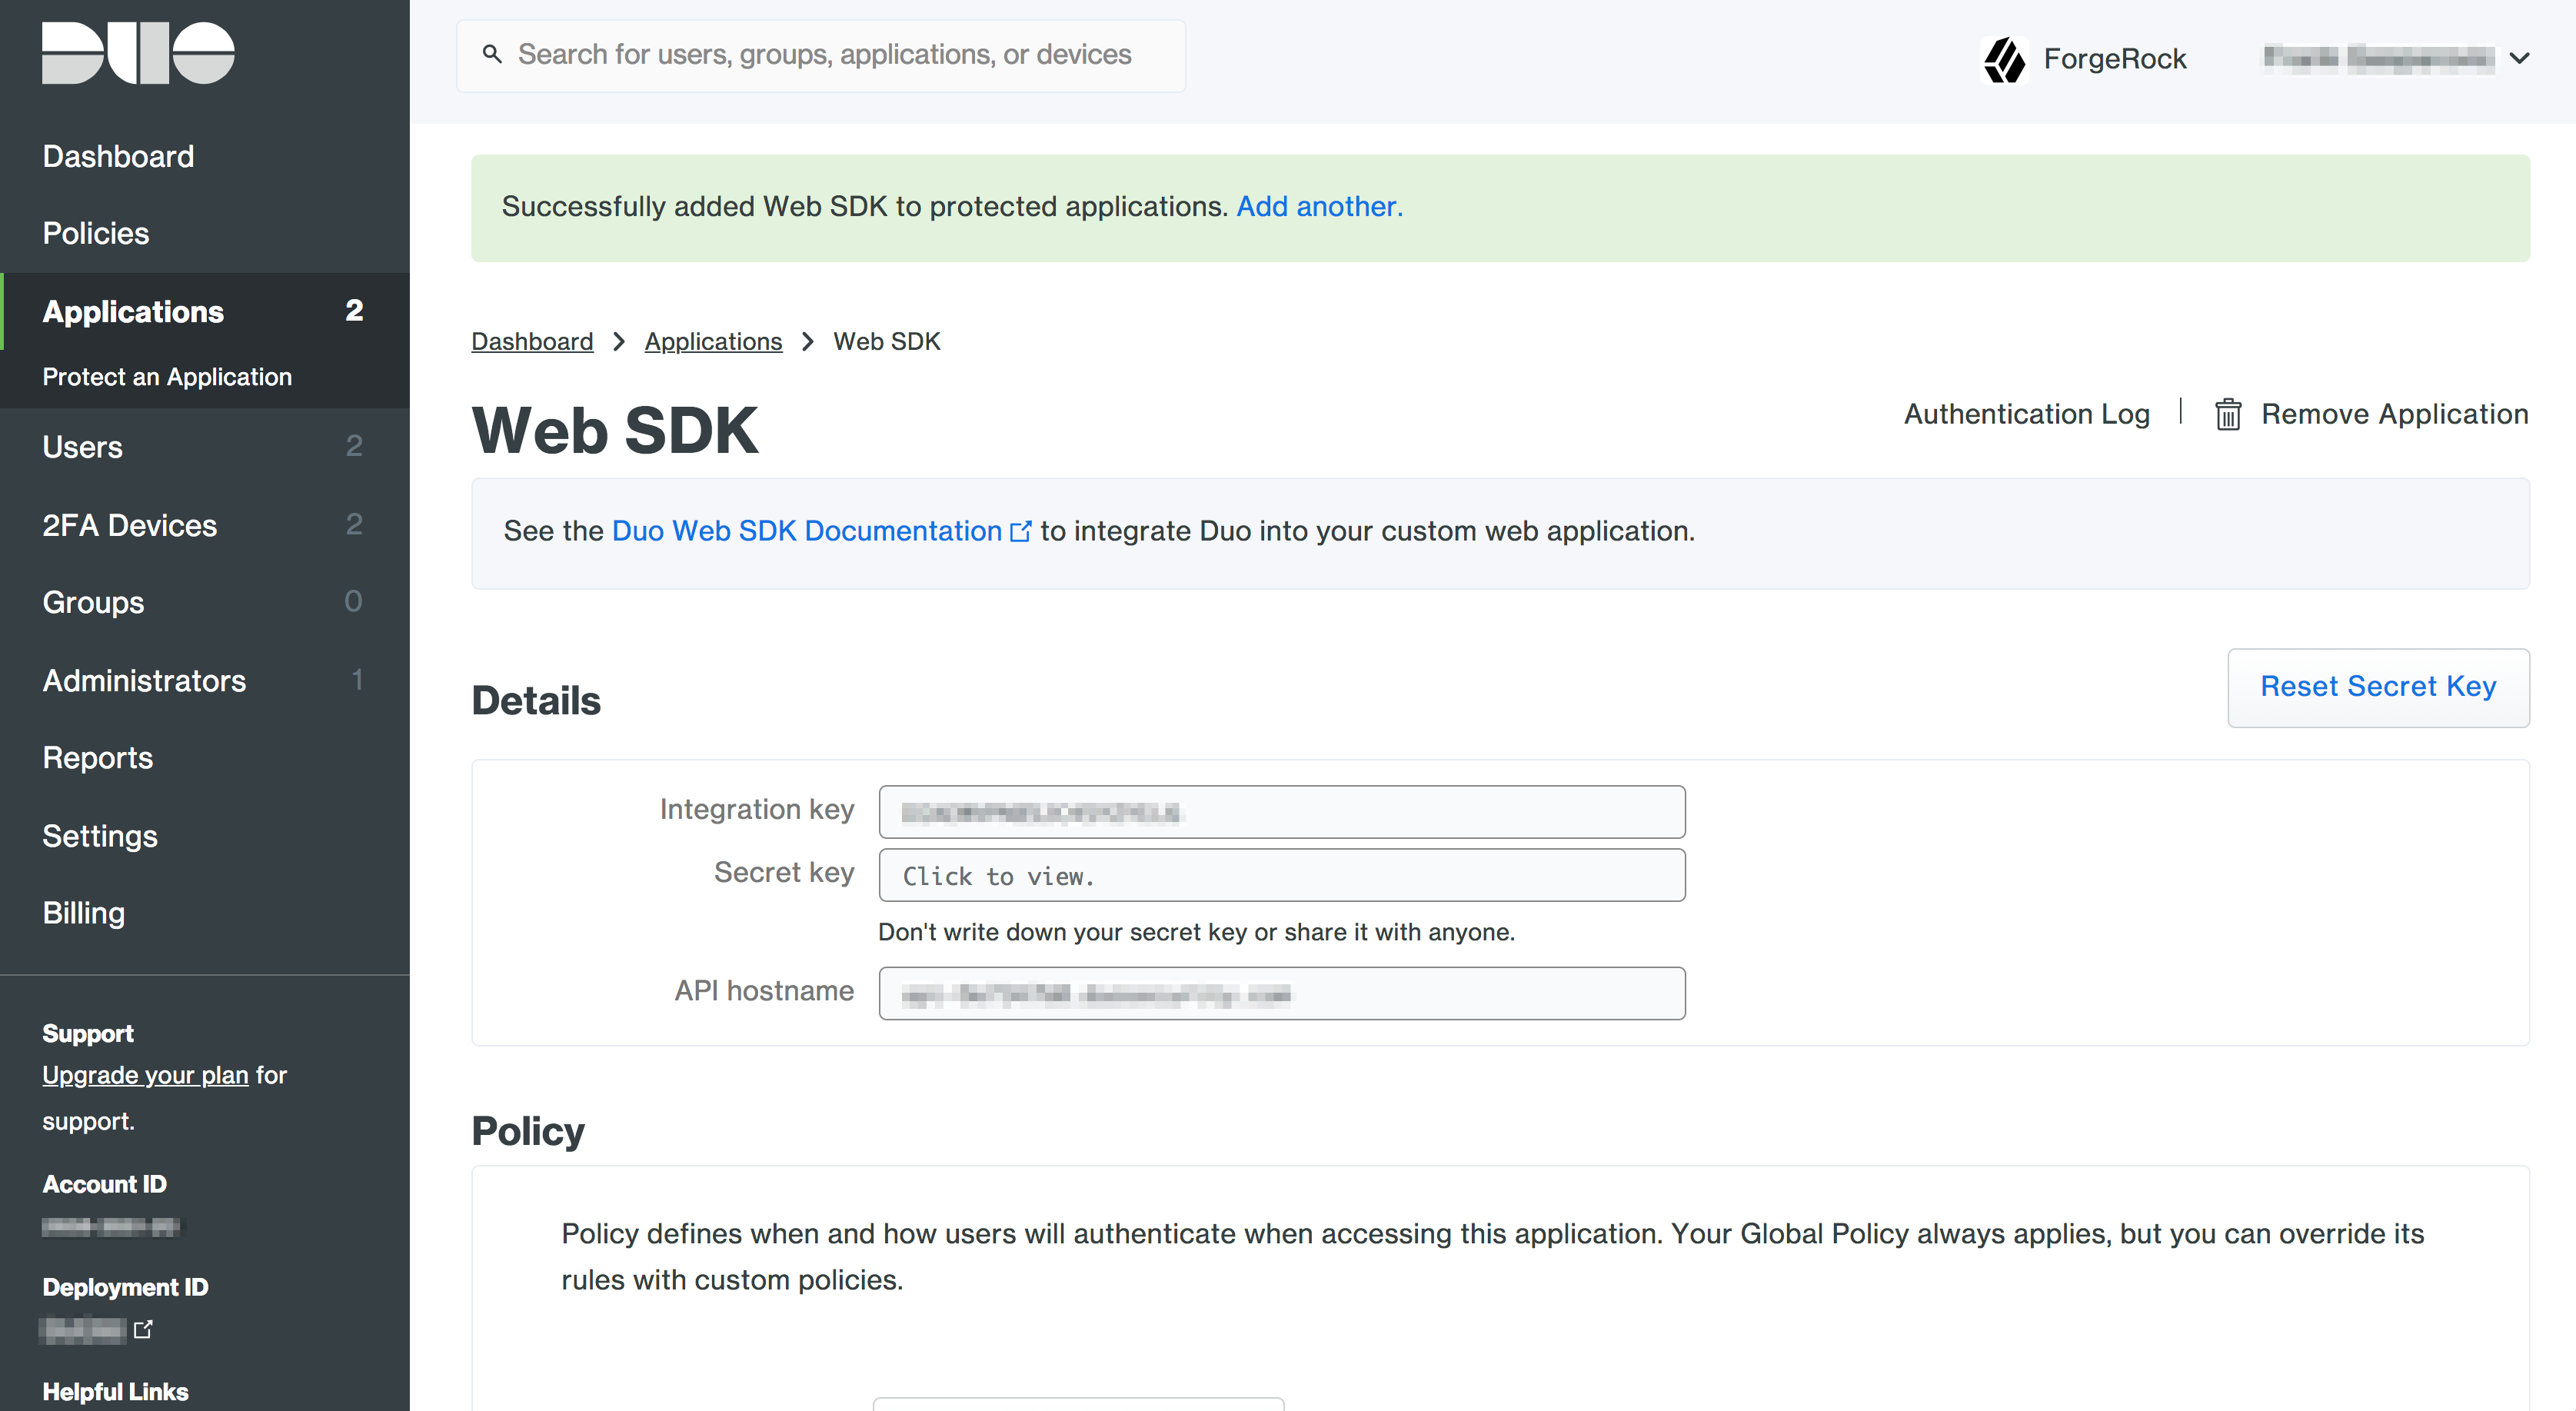 DUO
Search for users, groups, applications, or devices
ForgeRock
Dashboard
Policies
Applications 2
Protect an Application
Users 2
2FA Devices 2
Groups 0
Administrators 1
Reports
Settings
Billing
Support
Upgrade your plan for
support.
Account ID
Deployment ID
Helpful Links
Successfully added Web SDK to protected applications. Add another.
Dashboard > Applications > Web SDK
Web SDK
Authentication Log | Remove Application
See the Duo Web SDK Documentation to integrate Duo into your custom web application.
Details
Reset Secret Key
Integration key
Secret key Click to view.
Don't write down your secret key or share it with anyone.
API hostname
Policy
Policy defines when and how users will authenticate when accessing this application. Your Global Policy always applies, but you can override its
rules with custom policies.